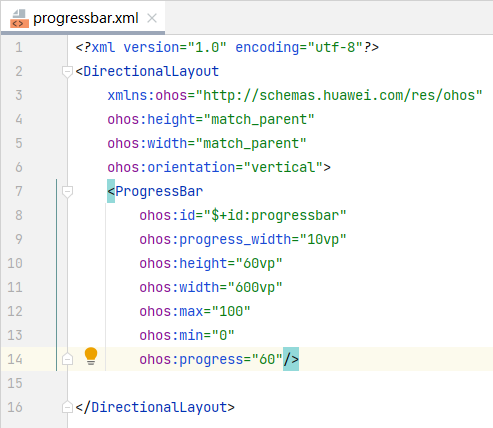 progressbar.xml
1 <?xml version="1.0" encoding="utf-8"?>
2 <DirectionalLayout
3 xmlns:ohos="http://schemas.huawei.com/res/ohos"
4 ohos:height="match_parent"
5 ohos:width="match_parent"
6 ohos:orientation="vertical">
7 <ProgressBar
8 ohos:id="$+id:progressbar"
9 ohos:progress_width="10vp"
10 ohos:height="60vp"
11 ohos:width="600vp"
12 ohos:max="100"
13 ohos:min="0"
14 ohos:progress="60"/>
15
16 </DirectionalLayout>